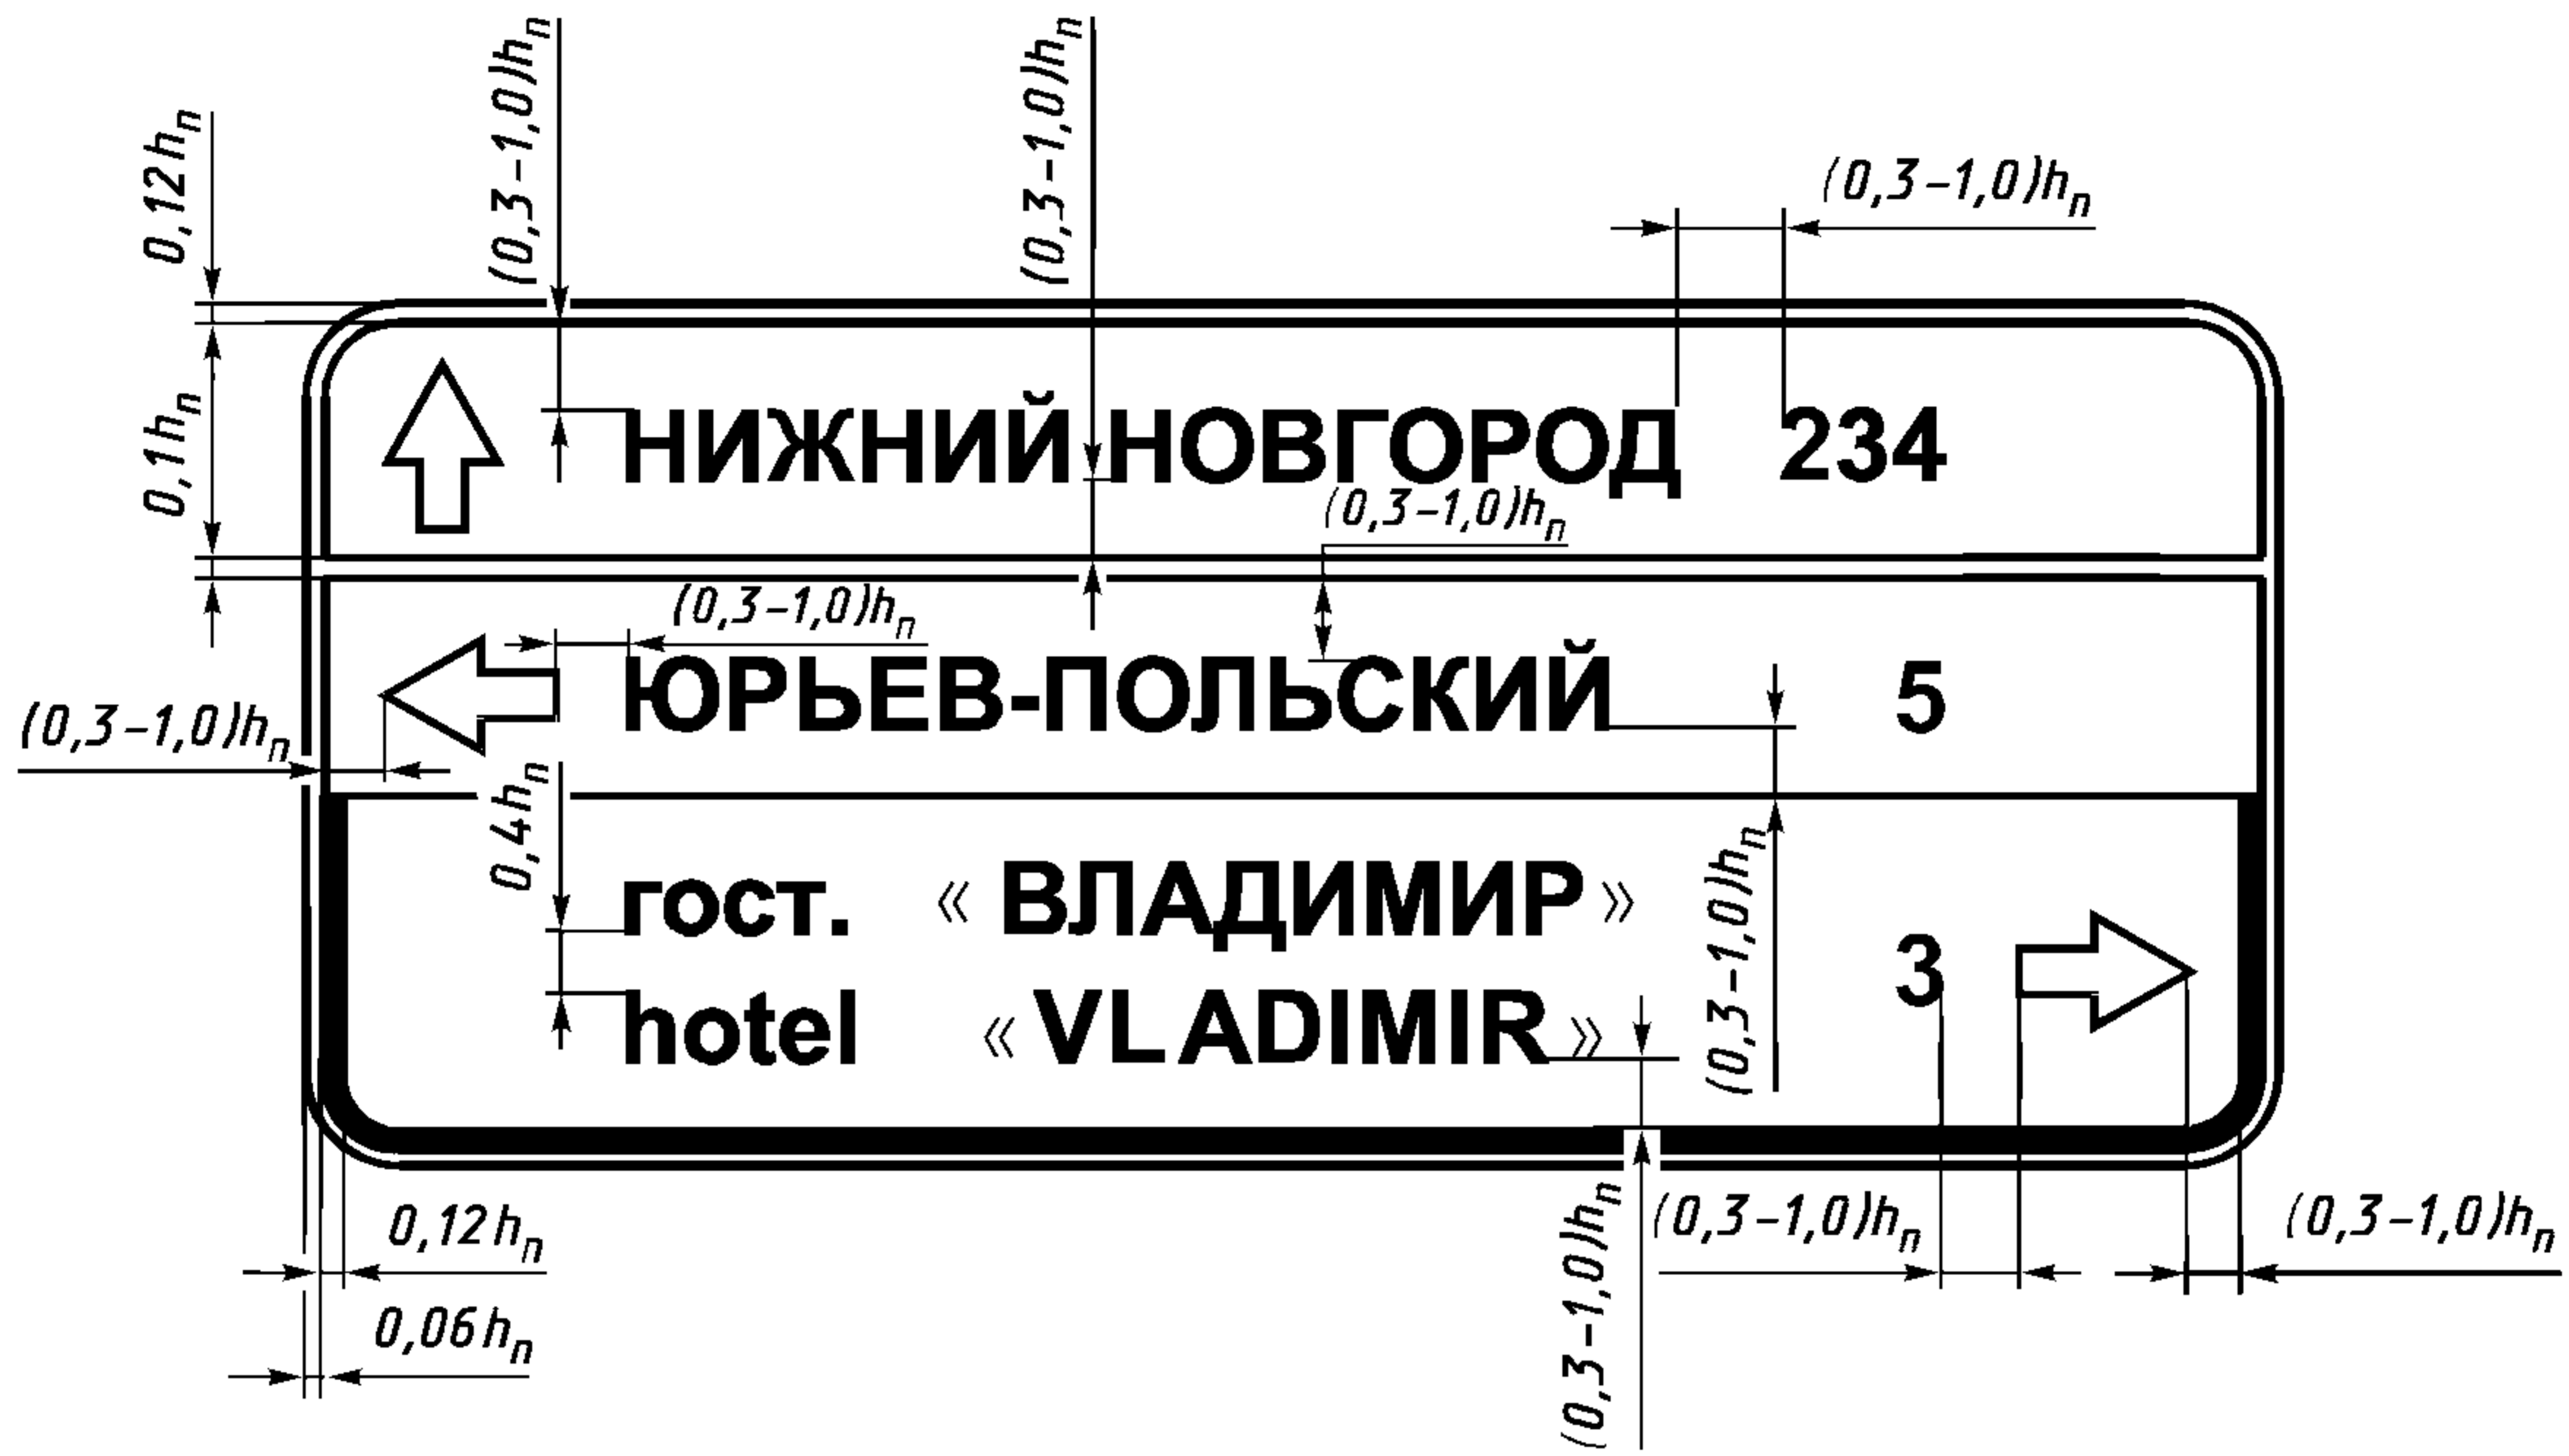 (0,3-1,0)hп
(0,3-1,0)hп
0,12hп
(0,3-1,0)hп
0,1hп
НИЖНИЙ НОВГОРОД 234
(0,3-1,0)hп
(0,3-1,0)hп
ЮРЬЕВ-ПОЛЬСКИЙ 5
(0,3-1,0)hп
0,4hп
(0,3-1,0)hп
гост. « ВЛАДИМИР »
3
hotel « VLADIMIR »
0,12hп
(0,3-1,0)hп
(0,3-1,0)hп
(0,3-1,0)hп
0,06hп